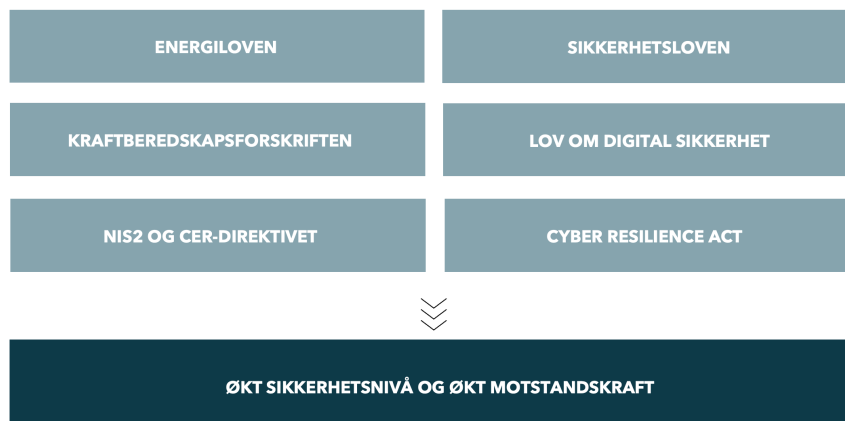 ENERGILOVEN
SIKKERHETSLOVEN
KRAFTBEREDSKAPSFORSKRIFTEN
LOV OM DIGITAL SIKKERHET
NIS2 OG CER-DIREKTIVET
CYBER RESILIENCE ACT
ØKT SIKKERHETSNIVÅ OG ØKT MOTSTANDSKRAFT